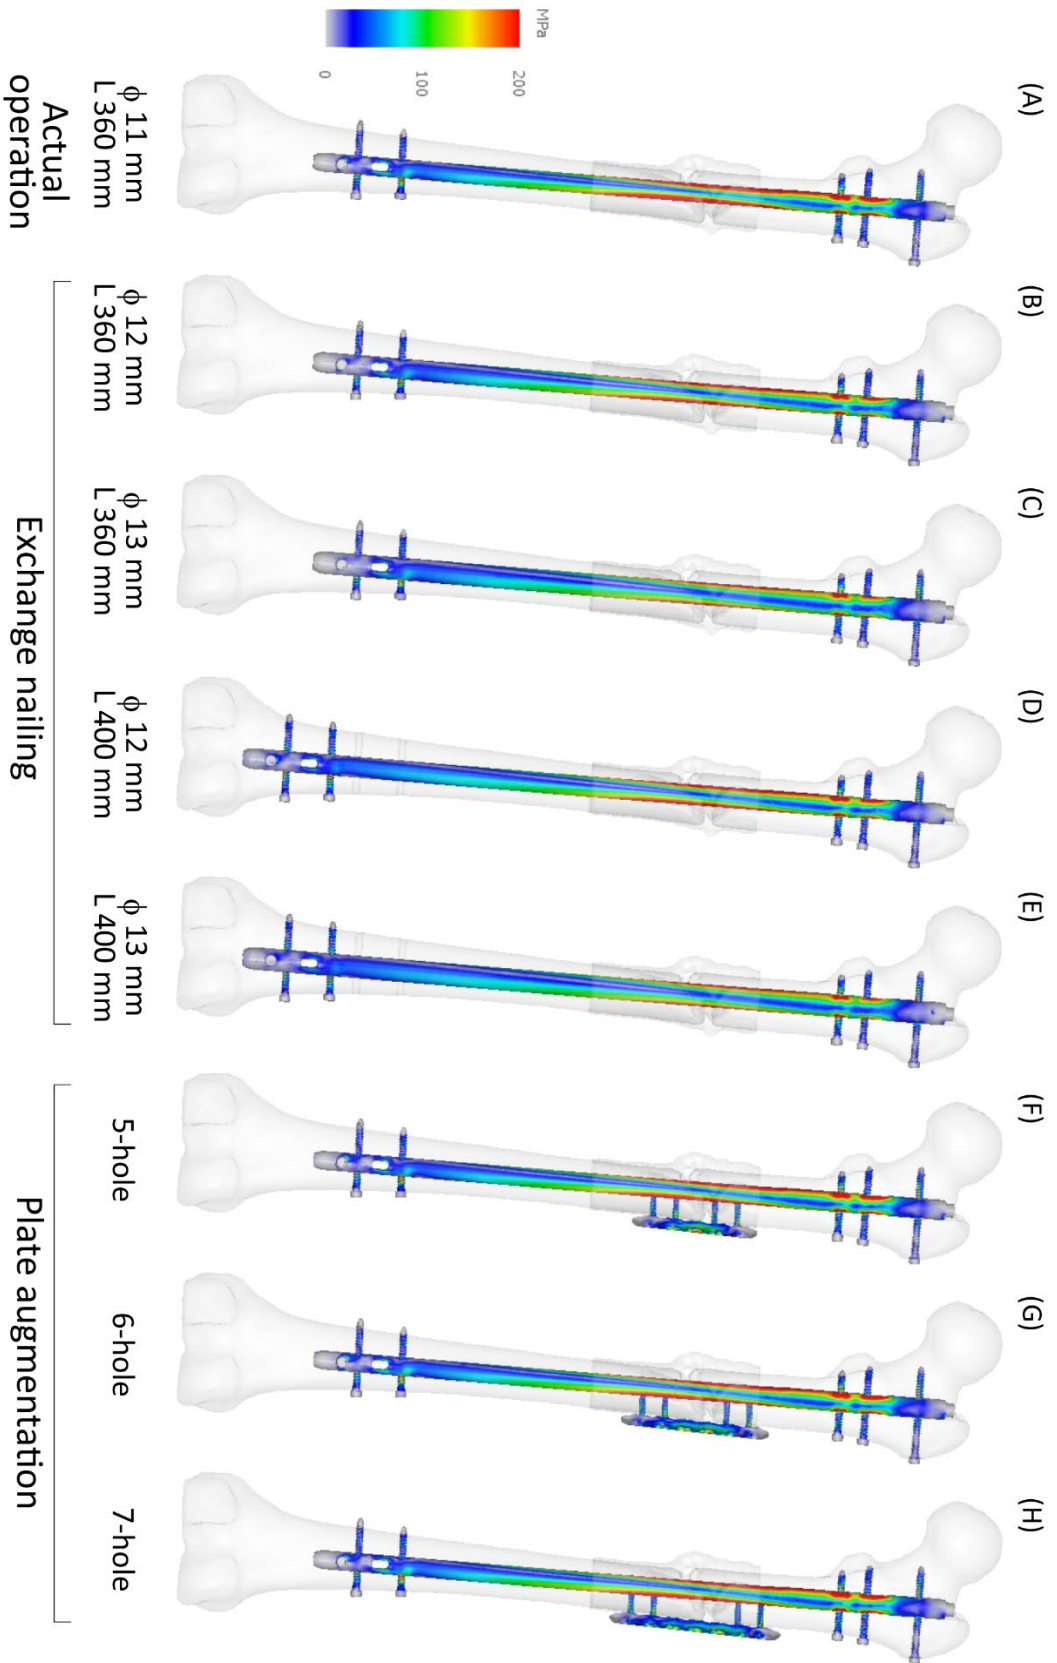 (A)
(B)
(C)
(D)
(E)
(F)
(G)
(H)
MPa
200
100
0
ϕ 11 mm
L 360 mm
ϕ 12 mm
L 360 mm
ϕ 13 mm
L 360 mm
ϕ 12 mm
L 400 mm
ϕ 13 mm
L 400 mm
5-hole
6-hole
7-hole
Actual
operation
Exchange nailing
Plate augmentation